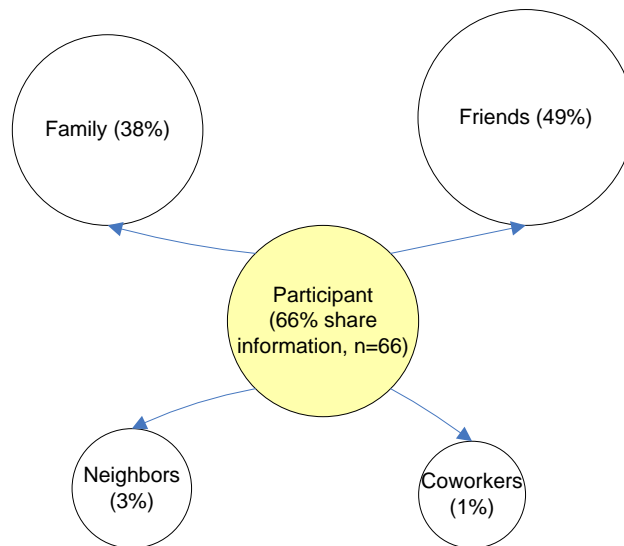 Family (38%)
Friends (49%)
Participant
(66% share
information, n=66)
Neighbors
(3%)
Coworkers
(1%)